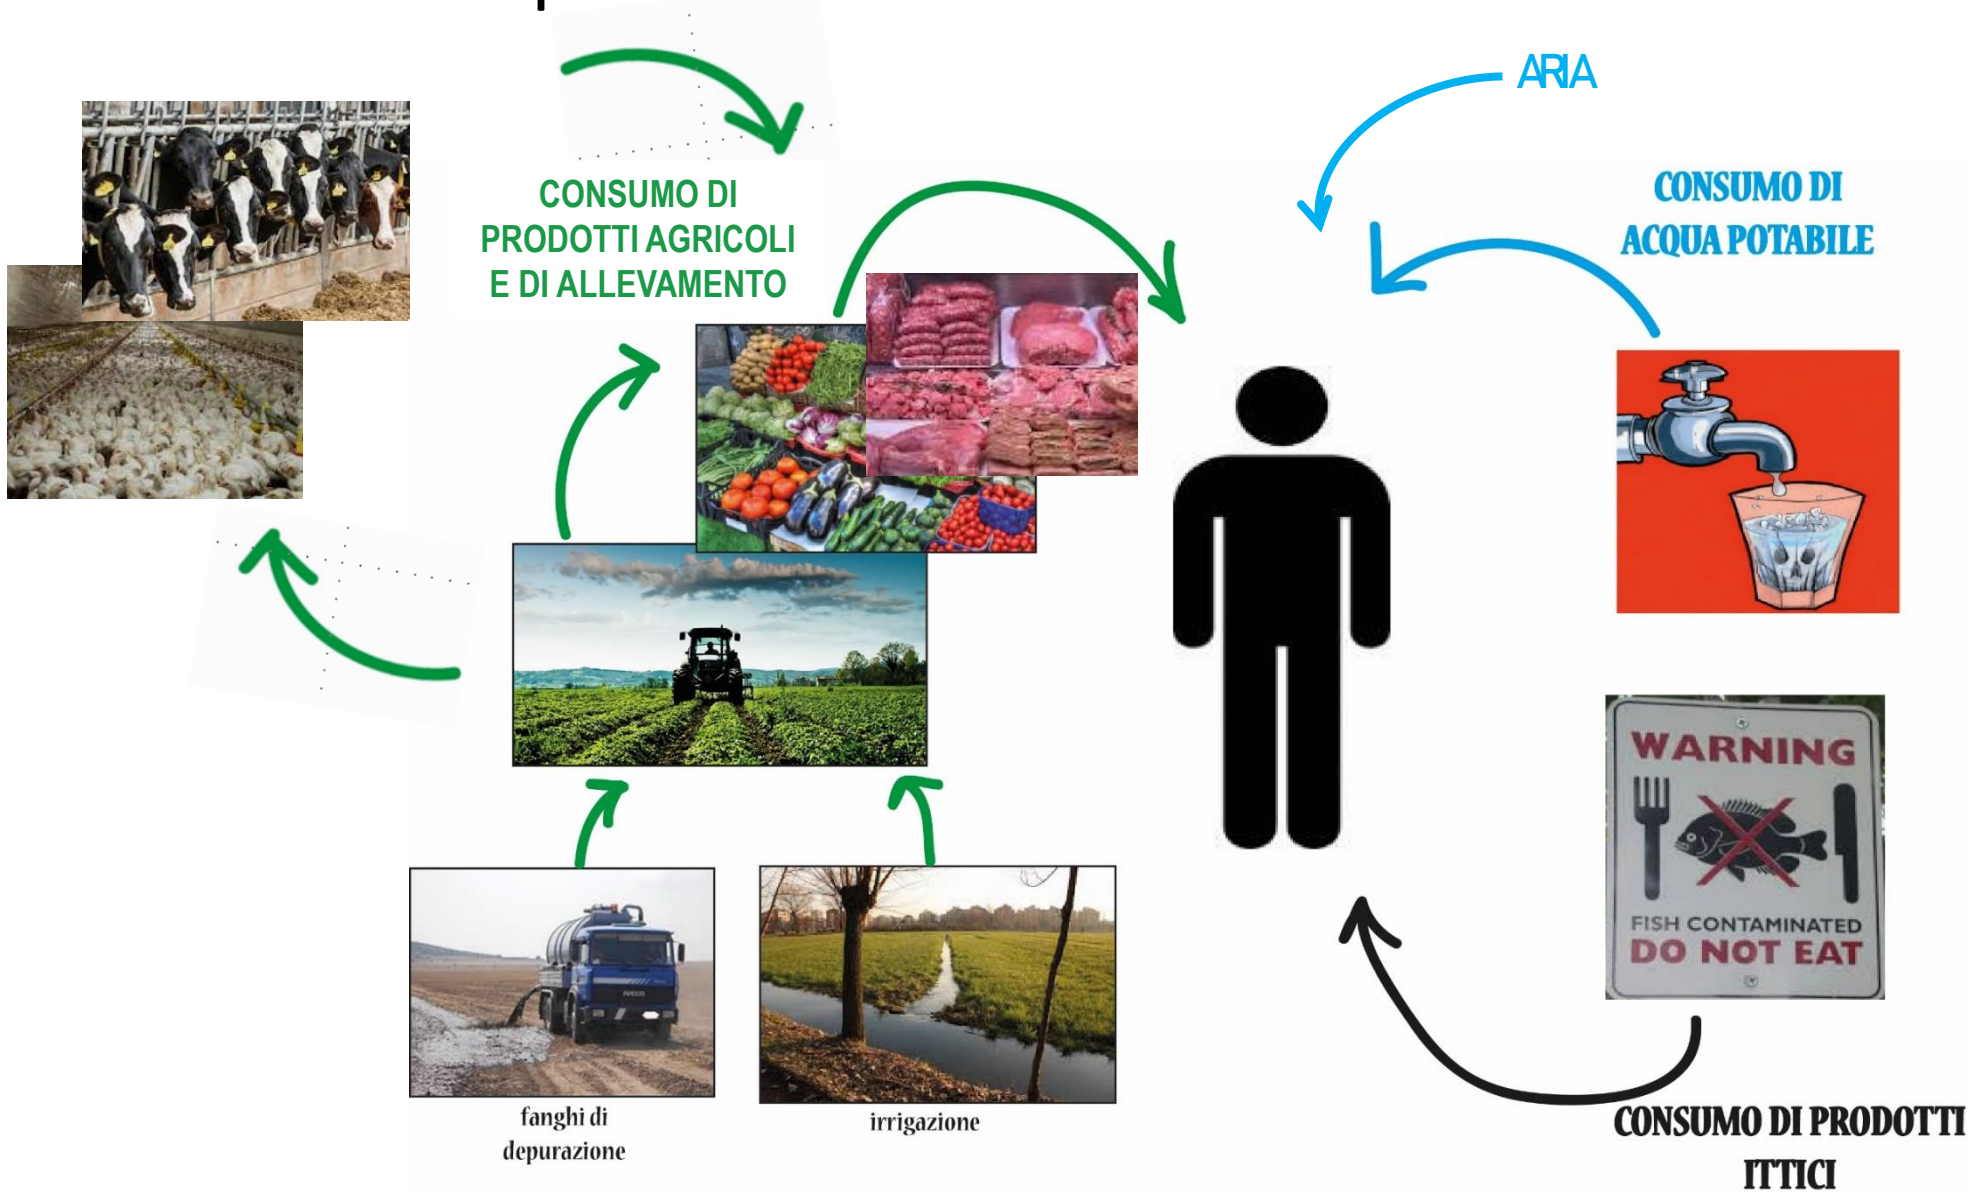 ARIA
CONSUMO DI
PRODOTTI AGRICOLI
E DI ALLEVAMENTO
CONSUMO DI
ACQUA POTABILE
WARNING
FISH CONTAMINATED
DO NOT EAT
IVECO
fanghi di
depurazione
irrigazione
CONSUMO DI PRODOTTI
ITTICI